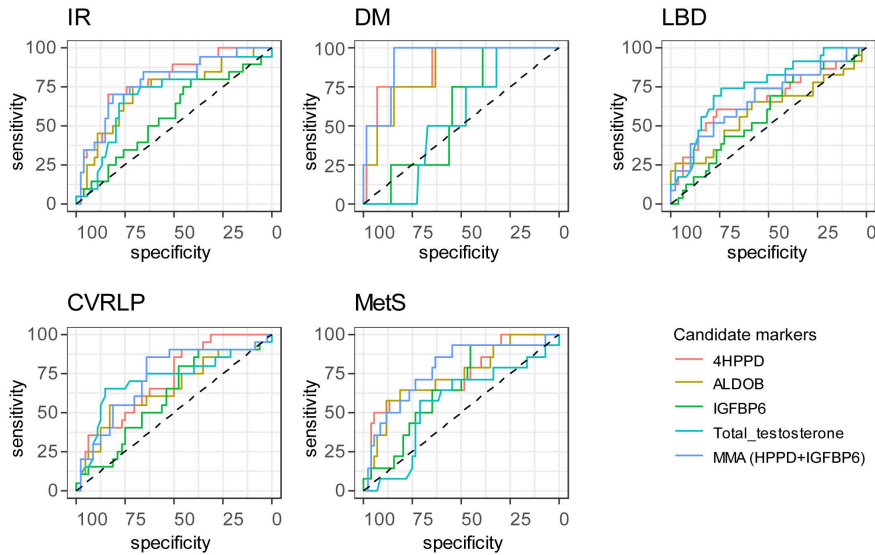 IR
DM
LBD
100
75
50
25
0
sensitivity
100 75 50 25 0
specificity
100
75
50
25
0
sensitivity
100 75 50 25 0
specificity
100
75
50
25
0
sensitivity
100 75 50 25 0
specificity
CVRLP
MetS
100
75
50
25
0
sensitivity
100 75 50 25 0
specificity
100
75
50
25
0
sensitivity
100 75 50 25 0
specificity
Candidate markers
4HPPD
ALDOB
IGFBP6
Total_testosterone
MMA (HPPD+IGFBP6)